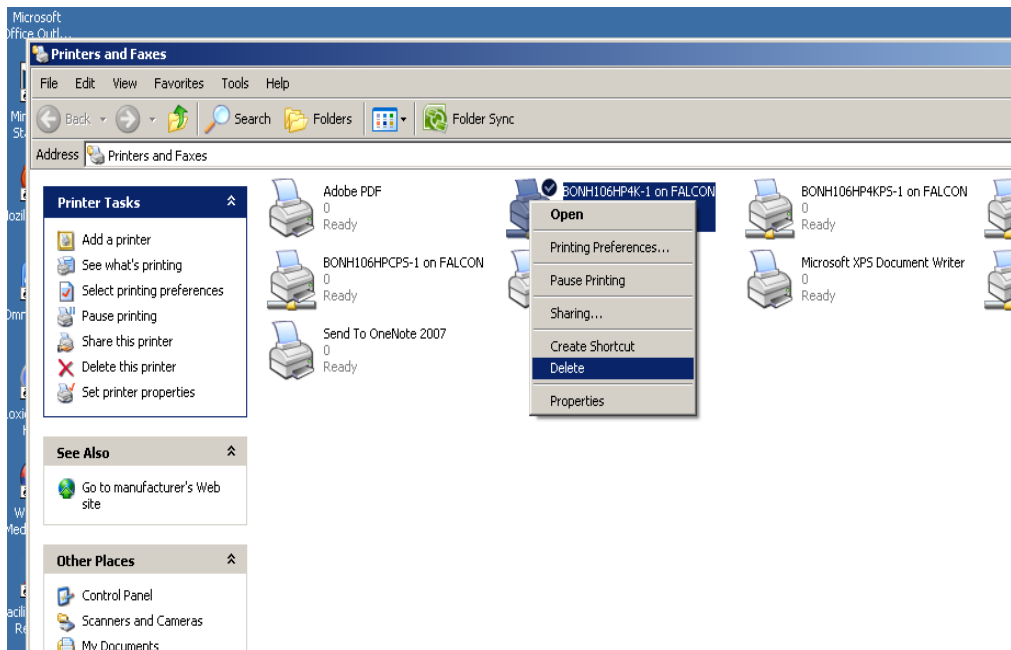 Microsoft
Office Outl...
Printers and Faxes
File Edit View Favorites Tools Help
Back Search Folders Folder Sync
Address Printers and Faxes
Printer Tasks
Add a printer
See what's printing
Select printing preferences
Pause printing
Share this printer
Delete this printer
Set printer properties
See Also
Go to manufacturer's Web
site
Other Places
Control Panel
Scanners and Cameras
My Documents
Adobe PDF
0
Ready
BONH106HP4K-1 on FALCON
BONH106HP4KPS-1 on FALCON
0
Ready
BONH106HPCPS-1 on FALCON
0
Ready
Microsoft XPS Document Writer
0
Ready
Send To OneNote 2007
0
Ready
Open
Printing Preferences...
Pause Printing
Sharing...
Create Shortcut
Delete
Properties